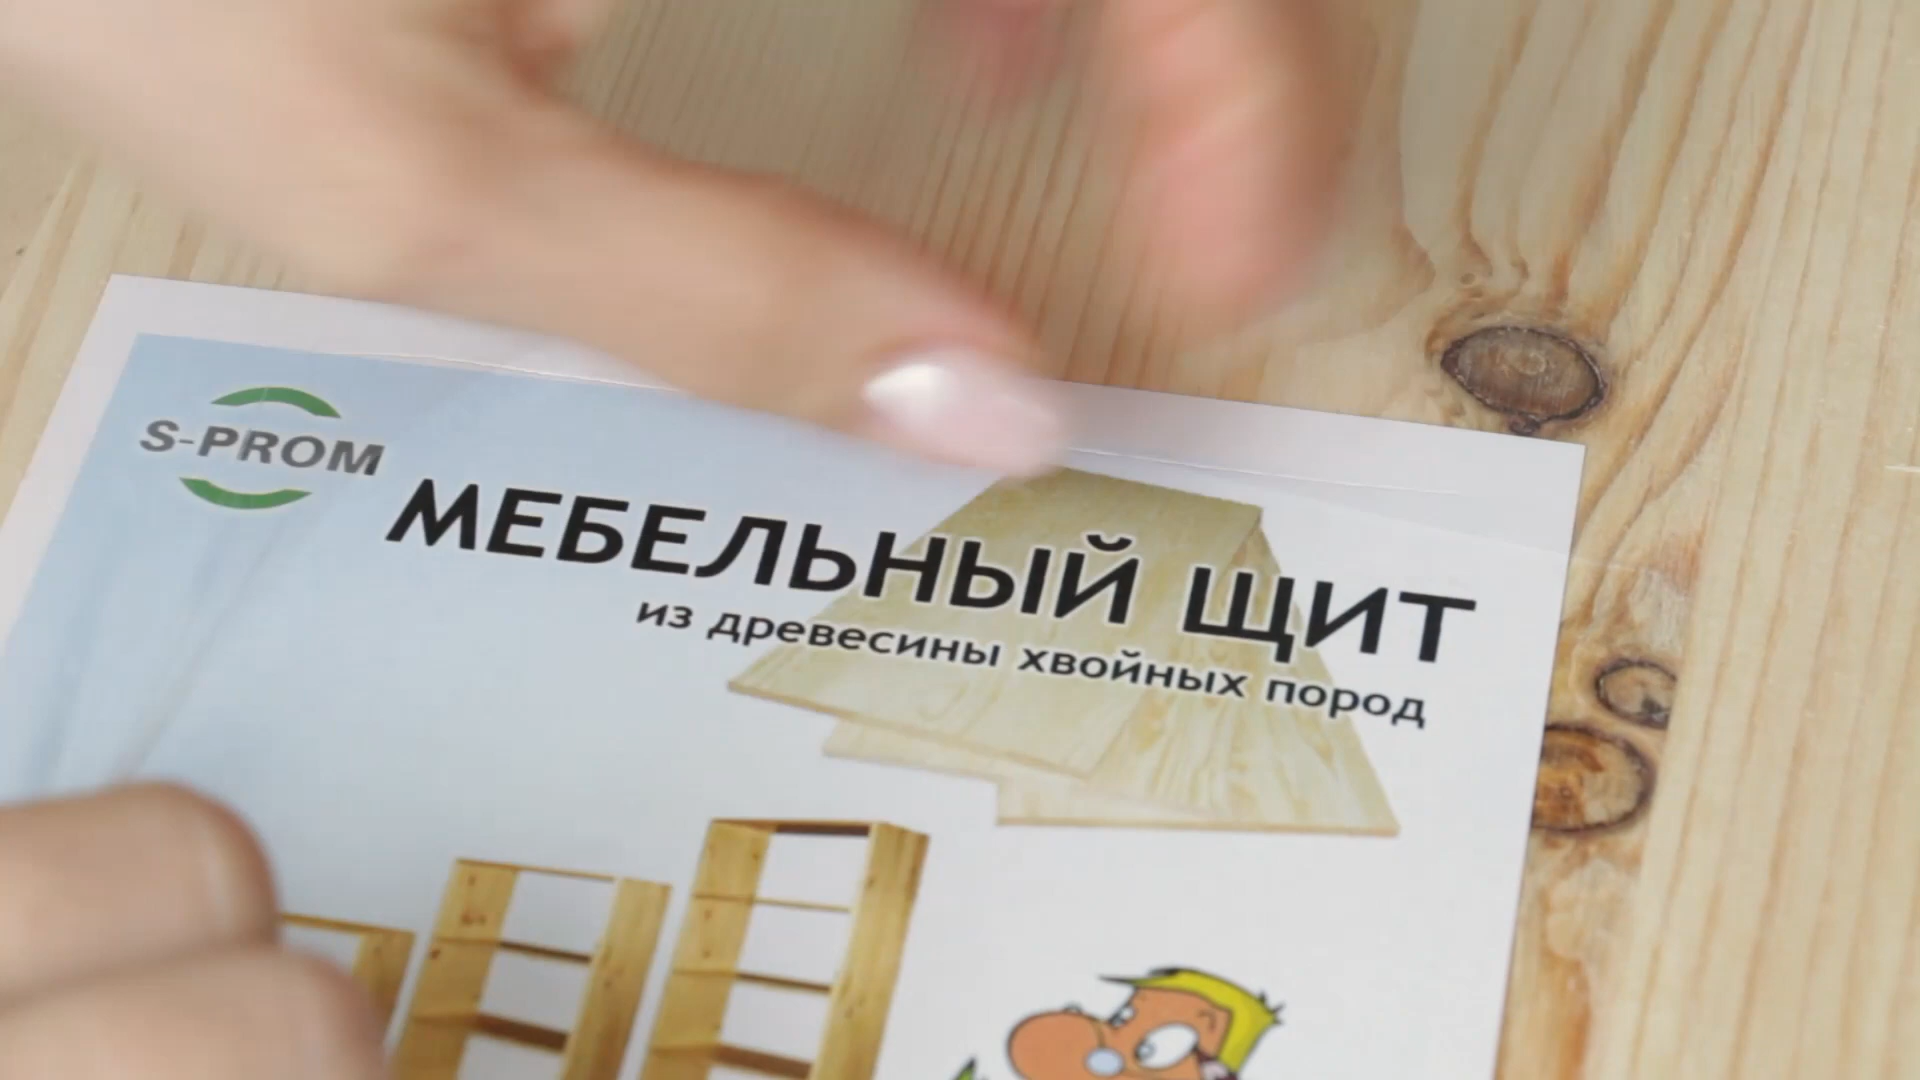 S-PROM
МЕБЕЛЬНЫЙ ЩИТ
из древесины хвойных пород